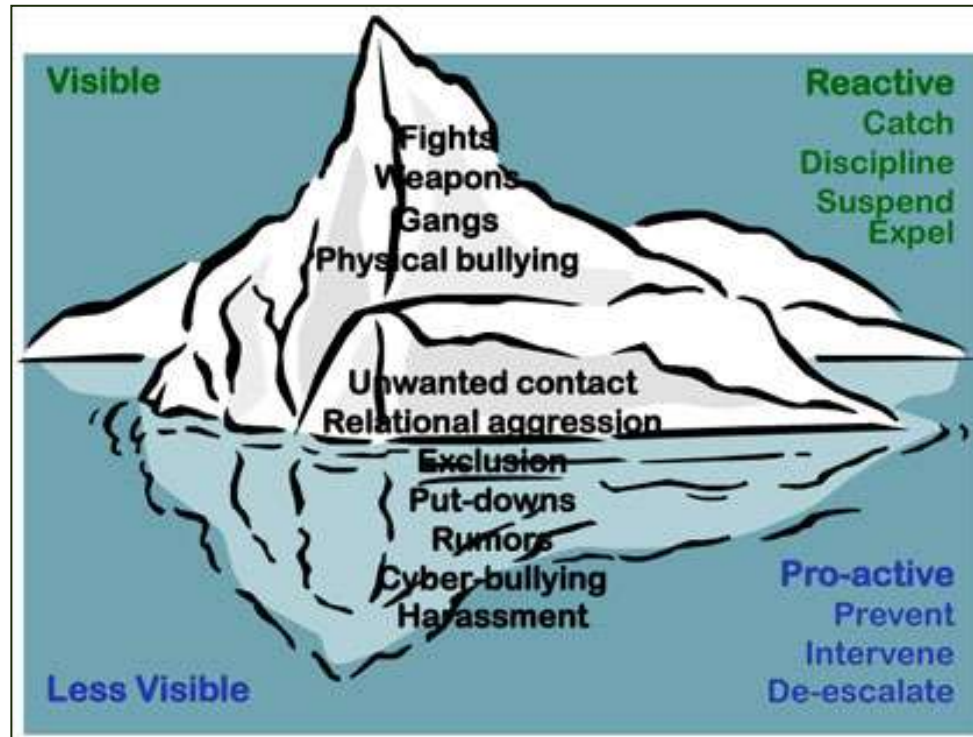 Visible
Reactive
Catch
Discipline
Suspend
Expel
Fights
Weapons
Gangs
Physical bullying
Unwanted contact
Relational aggression
Exclusion
Put-downs
Rumors
Cyber-bullying
Harassment
Pro-active
Prevent
Intervene
De-escalate
Less Visible